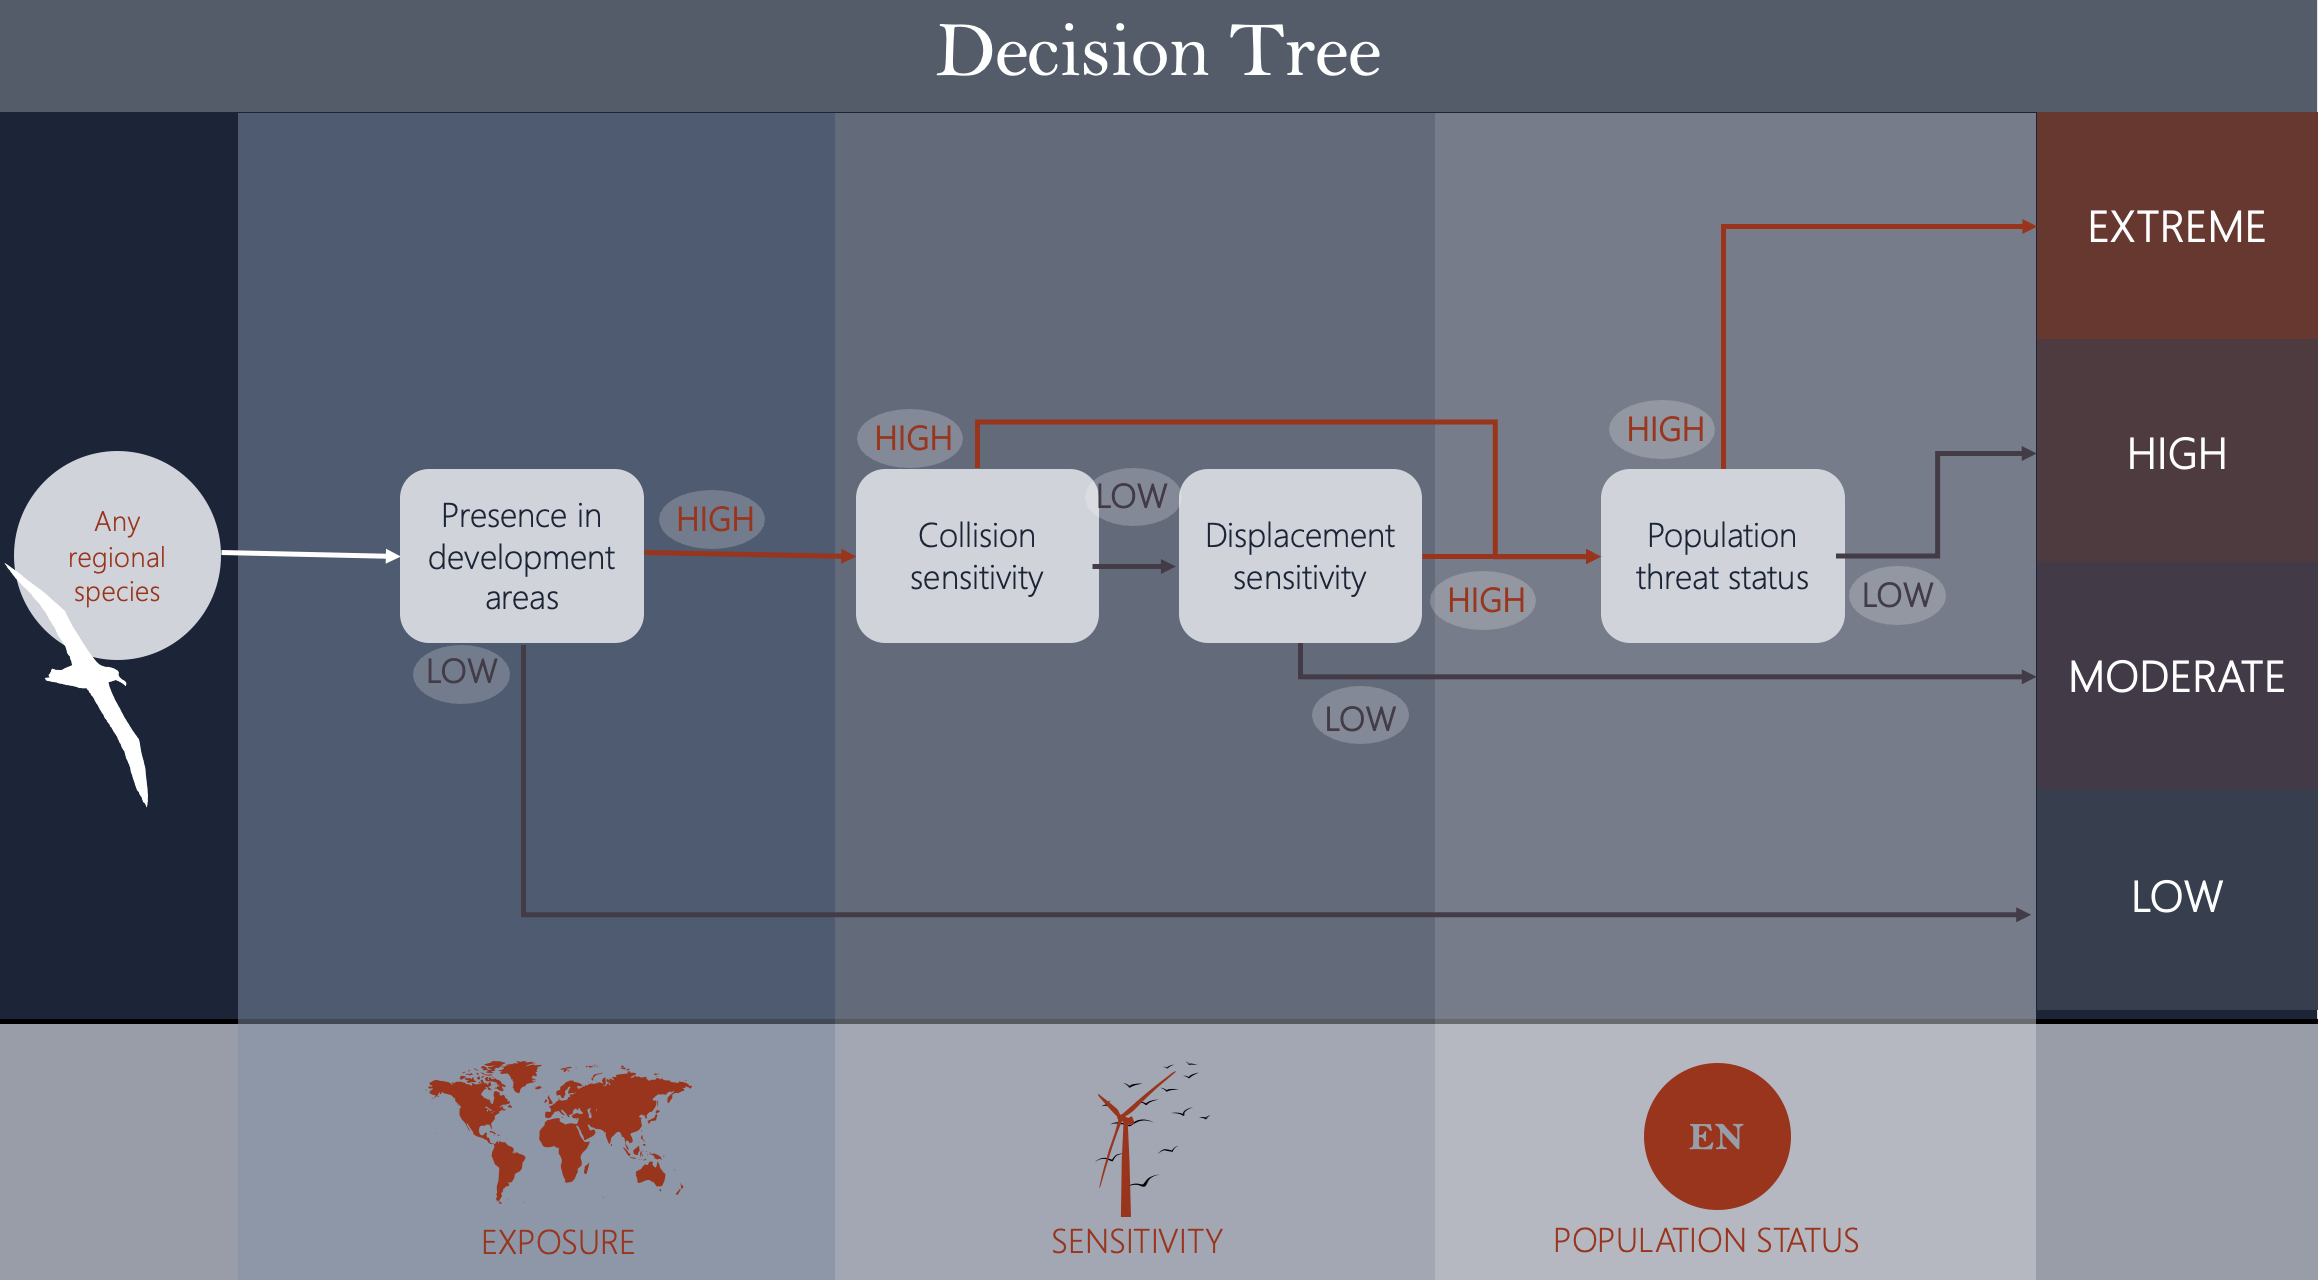 Decision Tree
Any
regional
species
Presence in
development
areas
HIGH
LOW
HIGH
Collision
sensitivity
LOW
Displacement
sensitivity
HIGH
LOW
HIGH
Population
threat status
LOW
EXTREME
HIGH
MODERATE
LOW
EXPOSURE
SENSITIVITY
EN
POPULATION STATUS